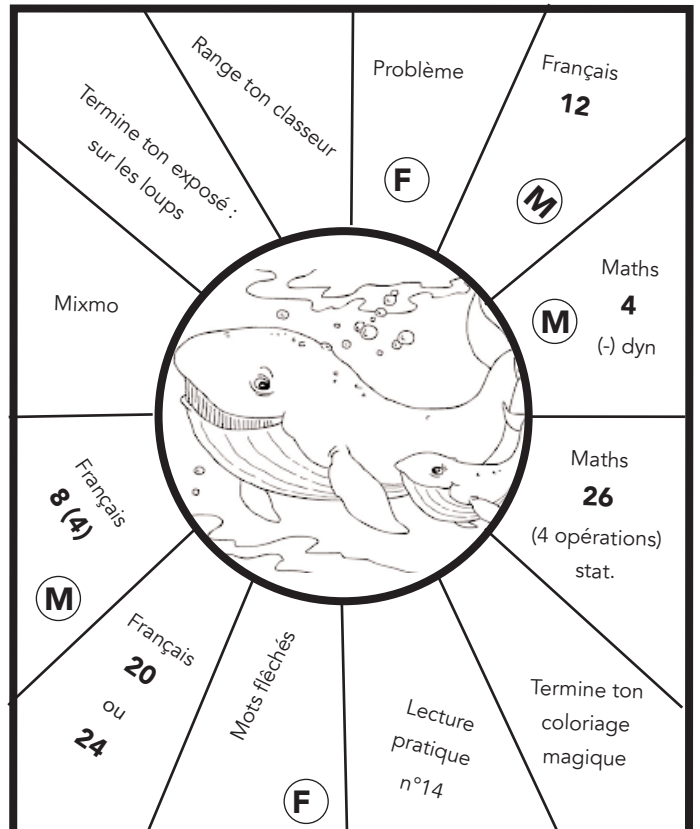 Problème
F
Français
12
M
Maths
4
(-) dyn
M
Maths
26
(4 opérations)
stat.
Termine ton
coloriage
magique
Lecture
pratique
n°14
Mots flêchés
F
Français
20
ou
24
Français
8 (4)
M
Mixmo
Termine ton exposé :
sur les loups
Range ton classeur